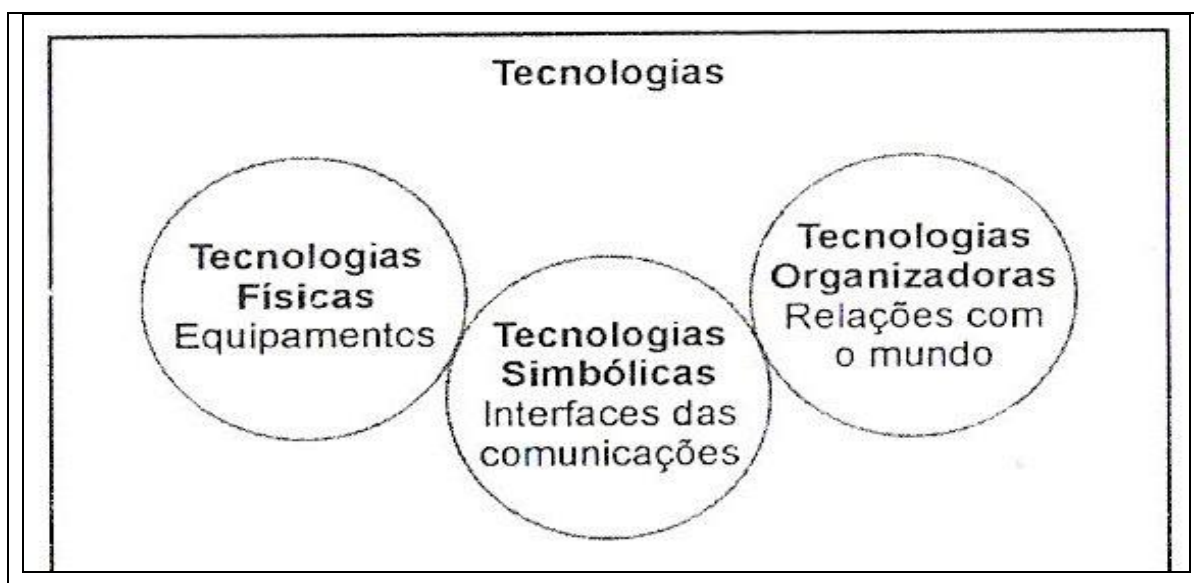 Tecnologias
Tecnologias
Físicas
Equipamentos
Tecnologias
Simbólicas
Interfaces das
comunicações
Tecnologias
Organizadoras
Relações com
o mundo